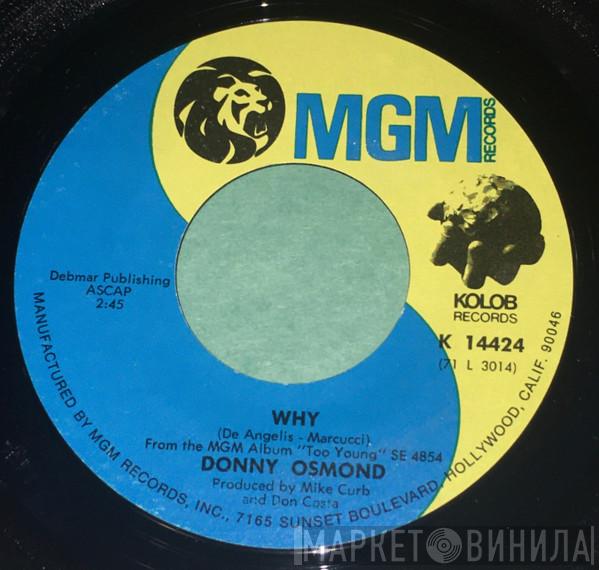 MGM
RECORDS
KOLOB
RECORDS
K 14424
(71 L 3014)
Debmar Publishing
ASCAP
2:45
WHY
(De Angelis - Marcucci)
From the MGM Album "Too Young" SE 4854
DONNY OSMOND
Produced by Mike Curb
and Don Costa
MANUFACTURED BY MGM RECORDS, INC., 7165 SUNSET BOULEVARD, HOLLYWOOD, CALIF. 90046
МАРКЕТ ВИНИЛА